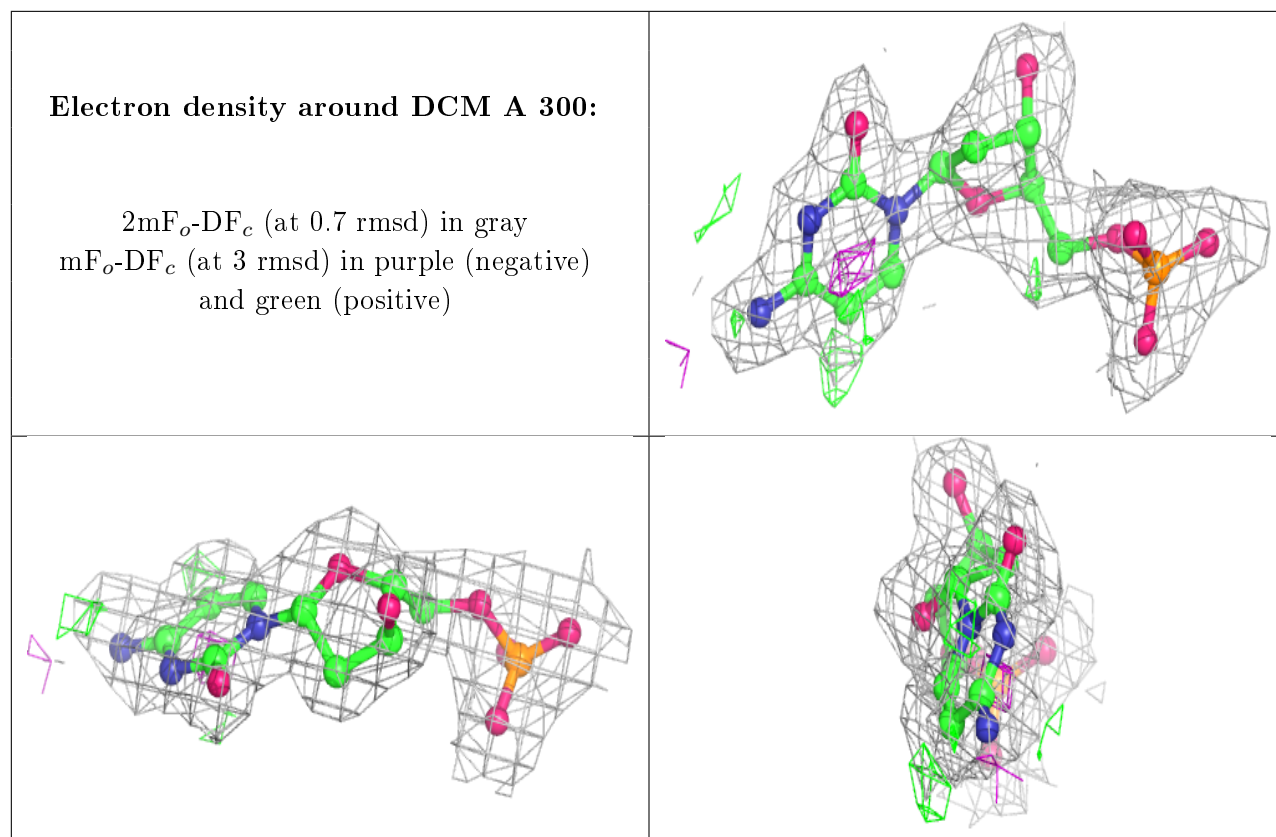 Electron density around DCM A 300:
2mFo-DFc (at 0.7 rmsd) in gray
mFo-DFc (at 3 rmsd) in purple (negative)
and green (positive)